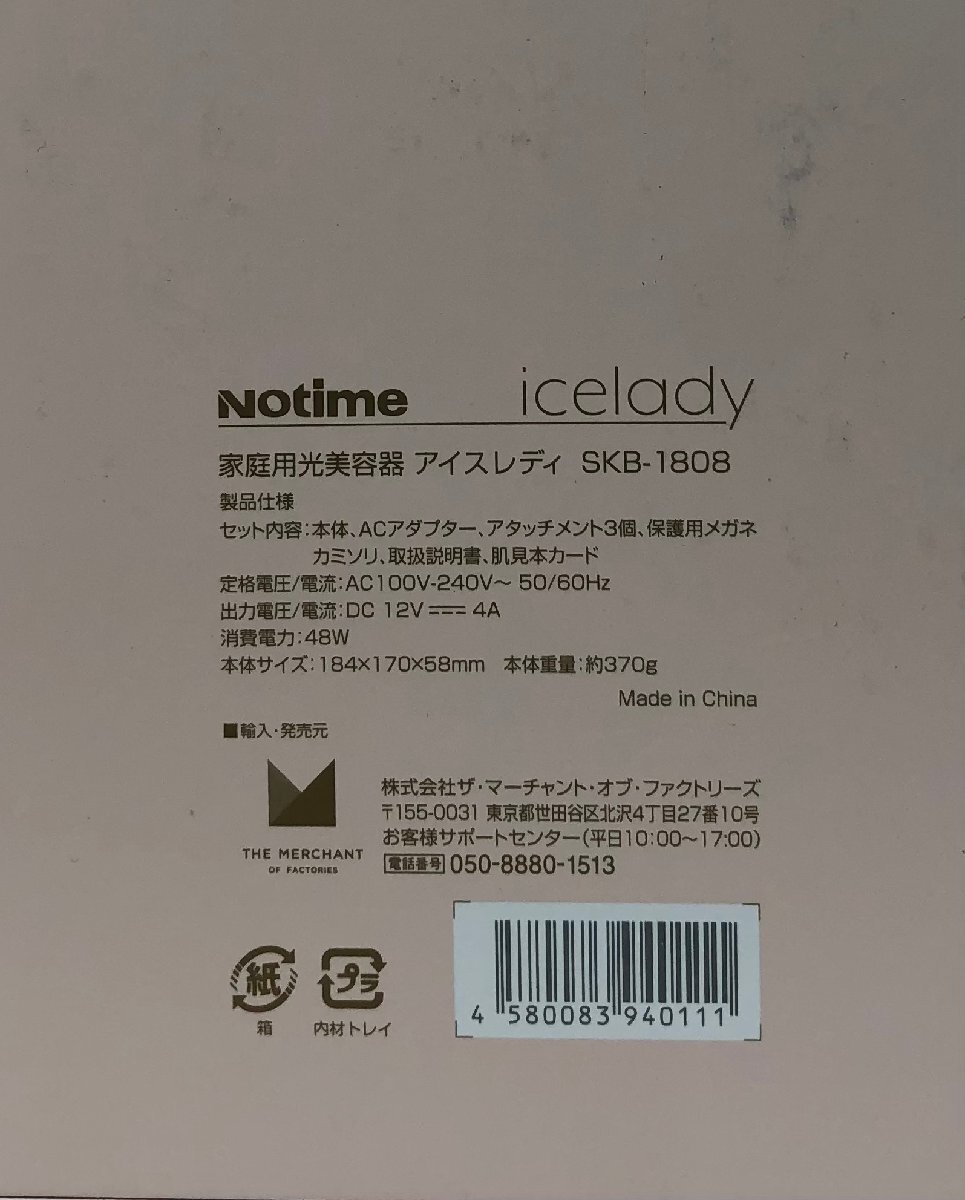 Notime icelady
家庭用光美容器 アイスレディ SKB-1808
製品仕様
セット内容:本体、ACアダプター、アタッチメント3個、保護用メガネ
カミソリ、取扱説明書、肌見本カード
定格電圧/電流:AC100V-240V～ 50/60Hz
出力電圧/電流:DC 12V⎓ 4A
消費電力:48W
本体サイズ:184×170×58mm 本体重量:約370g
Made in China
■輸入・発売元
THE MERCHANT
OF FACTORIES
株式会社ザ・マーチャント・オブ・ファクトリーズ
〒155-0031 東京都世田谷区北沢4丁目27番10号
お客様サポートセンター(平日10:00～17:00)
電話番号 050-8880-1513
紙 プラ
箱 内材トレイ
4 580083 940111